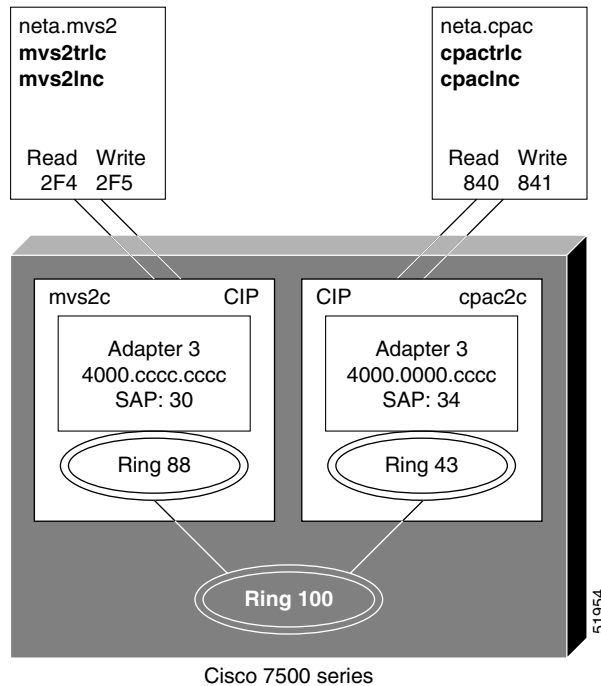 neta.mvs2
mvs2trlc
mvs2lnc
Read Write
2F4 2F5
neta.cpac
cpactrlc
cpaclnc
Read Write
840 841
mvs2c CIP
Adapter 3
4000.cccc.cccc
SAP: 30
Ring 88
CIP cpac2c
Adapter 3
4000.0000.cccc
SAP: 34
Ring 43
Ring 100
51954
Cisco 7500 series